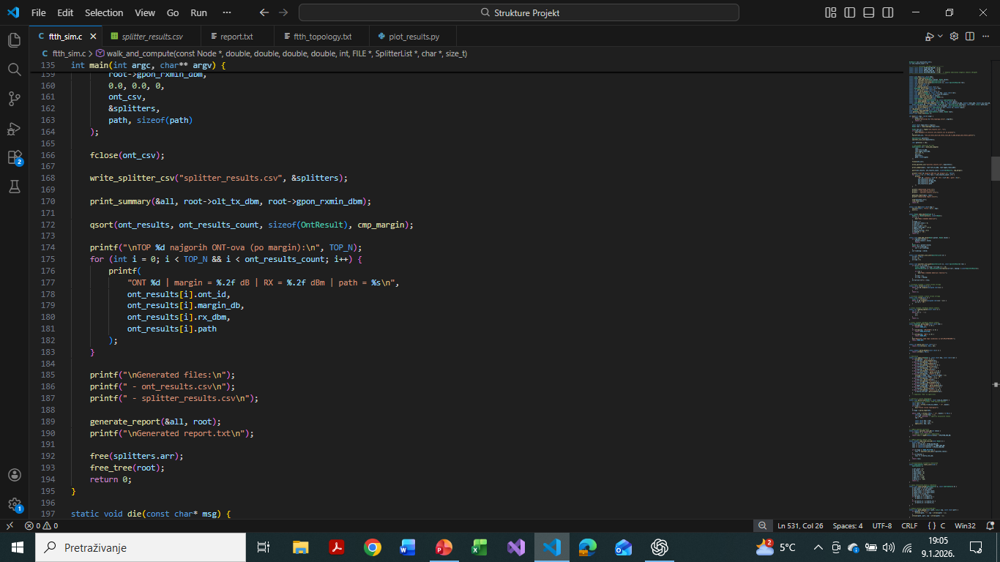 File Edit Selection View Go Run ··· Strukture Projekt
ftth_sim.c splitter_results.csv report.txt ftth_topology.txt plot_results.py
C ftth_sim.c > walk_and_compute(const Node *, double, double, double, double, int, FILE *, SplitterList *, char *, size_t)
135 int main(int argc, char** argv) {
159 root->gpon_rxmin_dbm,
160 0.0, 0.0, 0,
161 ont_csv,
162 &splitters,
163 path, sizeof(path)
164 );
165
166 fclose(ont_csv);
167
168 write_splitter_csv("splitter_results.csv", &splitters);
169
170 print_summary(&all, root->olt_tx_dbm, root->gpon_rxmin_dbm);
171
172 qsort(ont_results, ont_results_count, sizeof(OntResult), cmp_margin);
173
174 printf("\nTOP %d najgorih ONT-ova (po margin):\n", TOP_N);
175 for (int i = 0; i < TOP_N && i < ont_results_count; i++) {
176 printf(
177 "ONT %d | margin = %.2f dB | RX = %.2f dBm | path = %s\n",
178 ont_results[i].ont_id,
179 ont_results[i].margin_db,
180 ont_results[i].rx_dbm,
181 ont_results[i].path
182 );
183 }
184
185 printf("\nGenerated files:\n");
186 printf(" - ont_results.csv\n");
187 printf(" - splitter_results.csv\n");
188
189 generate_report(&all, root);
190 printf("\nGenerated report.txt\n");
191
192 free(splitters.arr);
193 free_tree(root);
194 return 0;
195 }
196
197 static void die(const char* msg) {
2
1
0 0 Ln 531, Col 26 Spaces: 4 UTF-8 CRLF { } C Win32
Pretraživanje 2 5°C 19:05
9.1.2026.